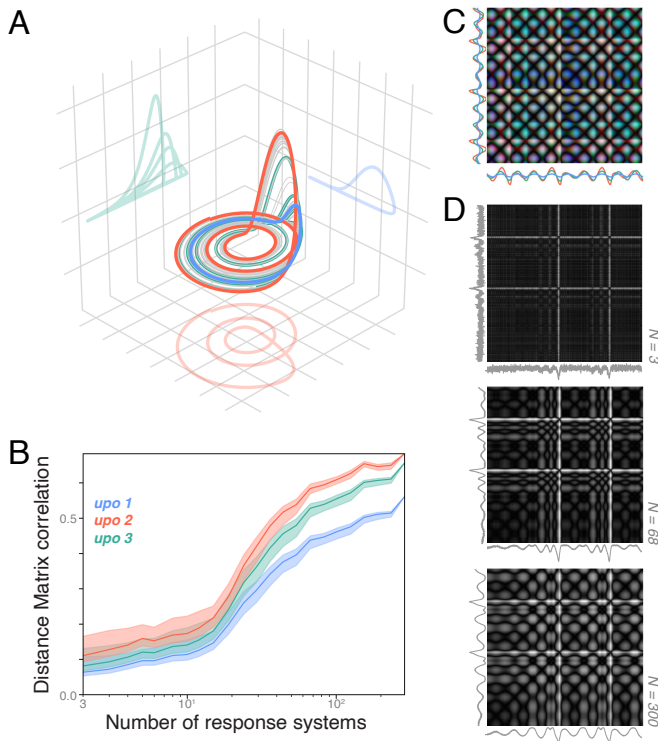 A
B
upo 1
upo 2
upo 3
Distance Matrix correlation
0.5
0.0
3
10¹
10²
Number of response systems
C
D
N = 3
N = 68
N = 300